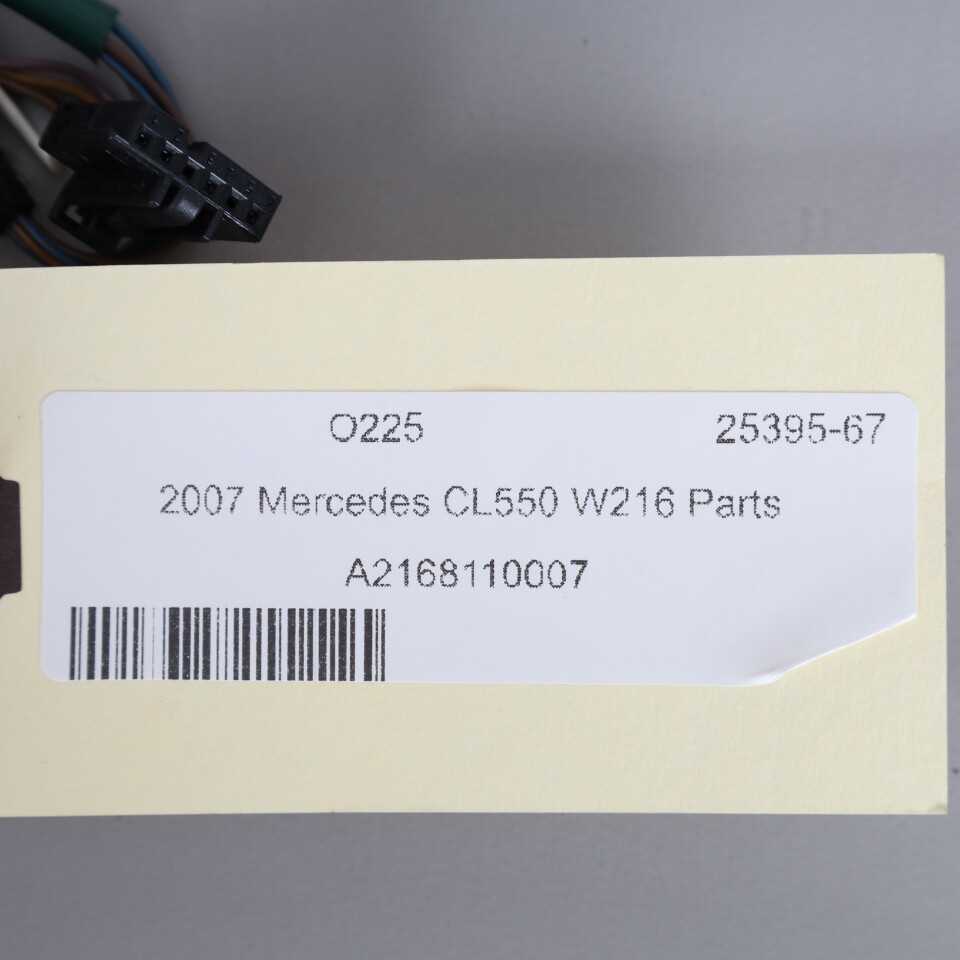 O225 25395-67
2007 Mercedes CL550 W216 Parts
A2168110007